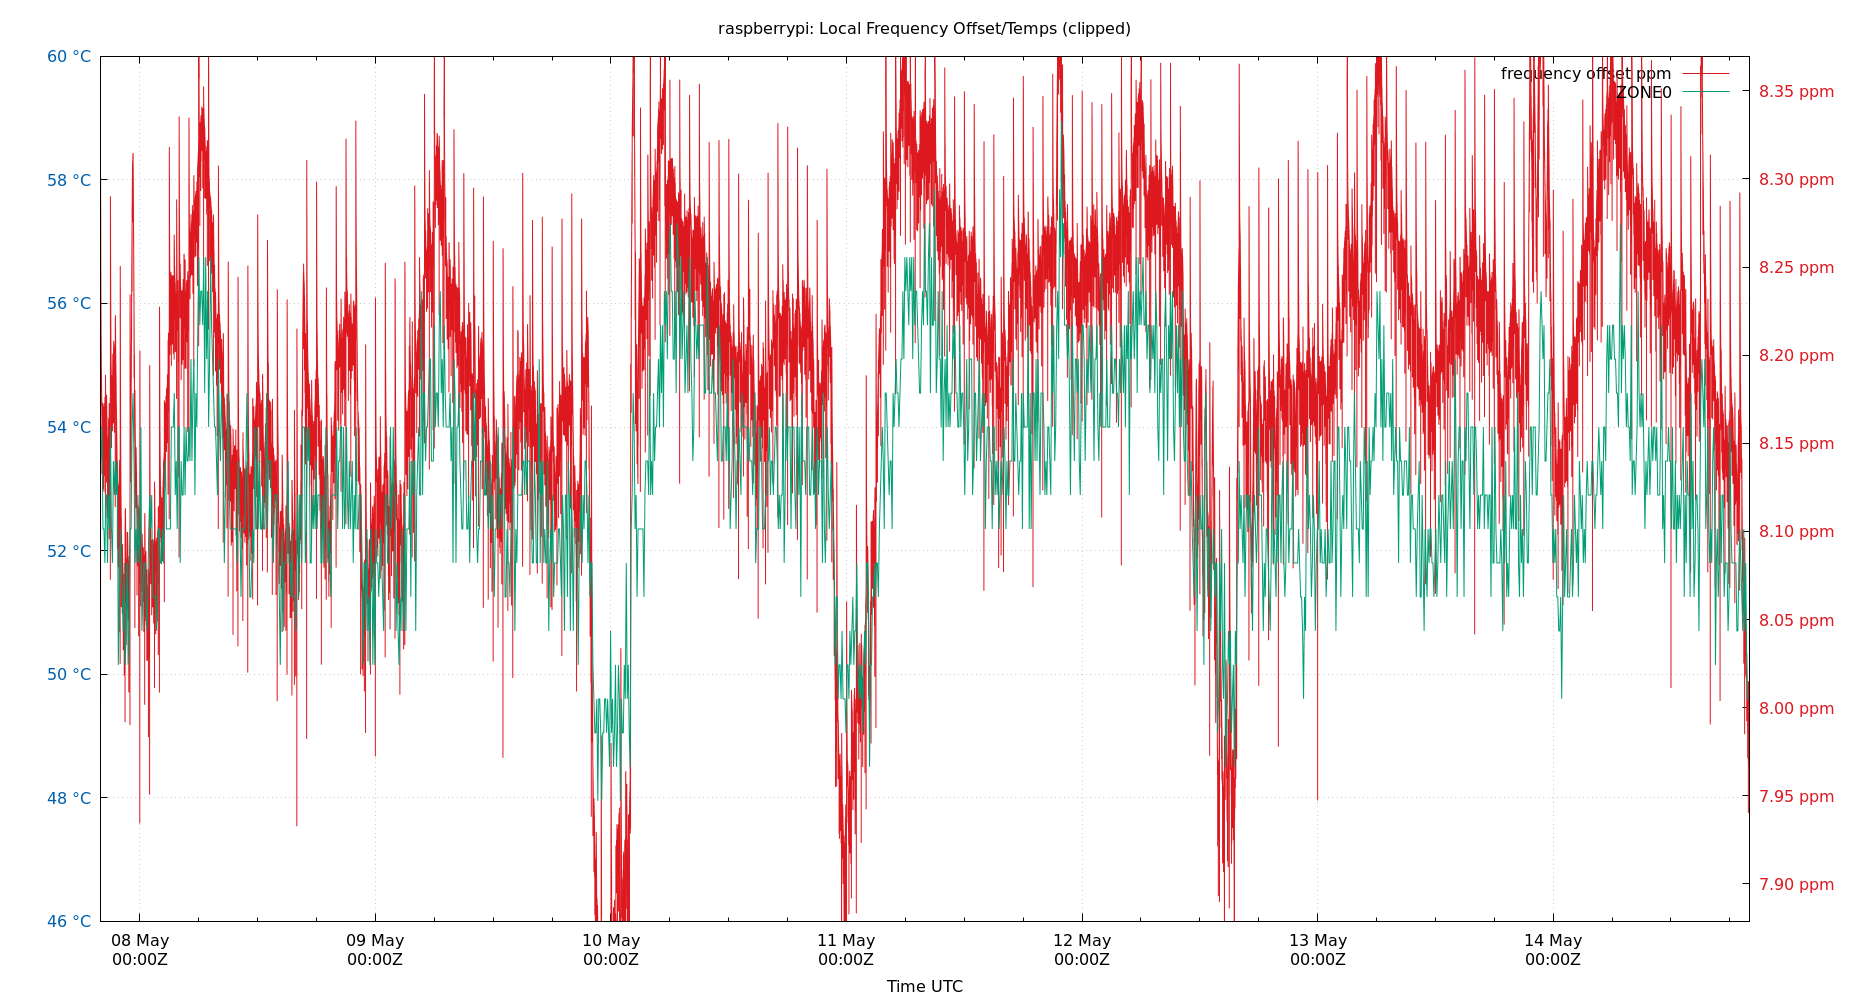 raspberrypi: Local Frequency Offset/Temps (clipped)
60 °C
58 °C
56 °C
54 °C
52 °C
50 °C
48 °C
46 °C
frequency offset ppm
ZONE0
8.35 ppm
8.30 ppm
8.25 ppm
8.20 ppm
8.15 ppm
8.10 ppm
8.05 ppm
8.00 ppm
7.95 ppm
7.90 ppm
08 May
00:00Z
09 May
00:00Z
10 May
00:00Z
11 May
00:00Z
12 May
00:00Z
13 May
00:00Z
14 May
00:00Z
Time UTC